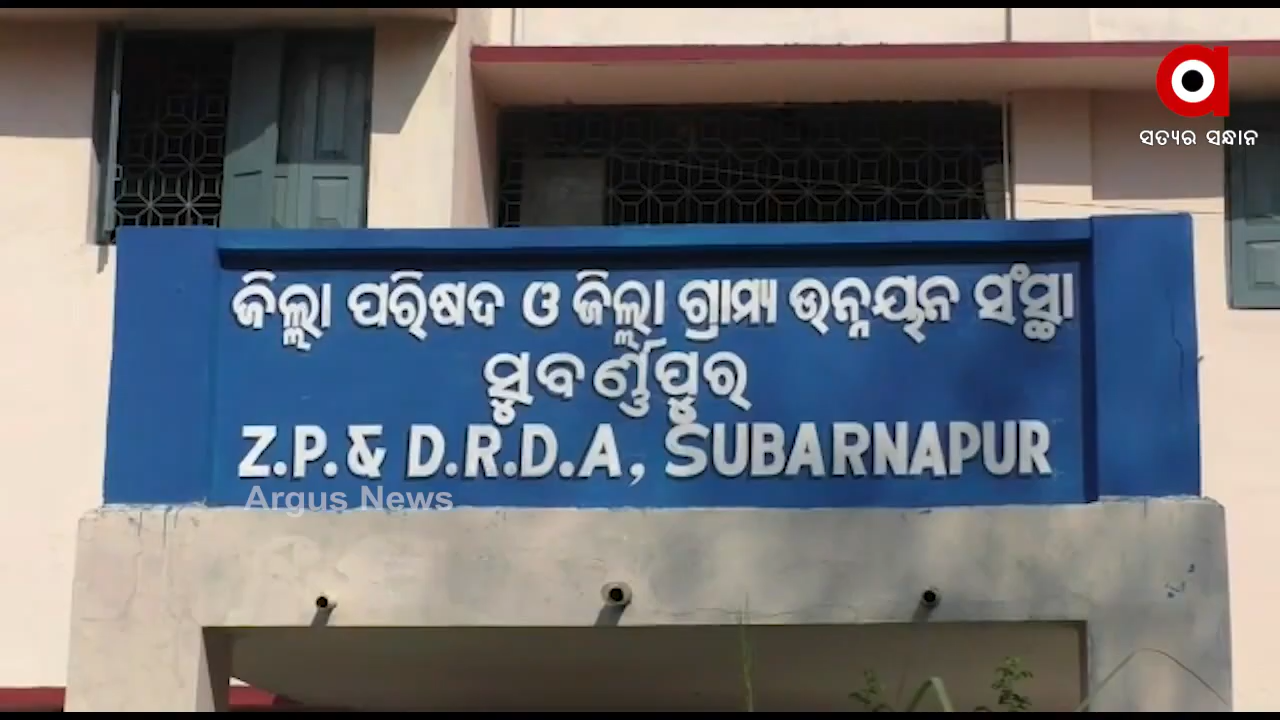 ସତ୍ୟର ସନ୍ଧାନ
ଜିଲ୍ଲା ପରିଷଦ ଓ ଜିଲ୍ଲା ଗ୍ରାମ୍ୟ ଉନ୍ନୟନ ସଂସ୍ଥା
ସୁବର୍ଣ୍ଣପୁର
Z.P. & D.R.D.A, SUBARNAPUR
Argus News